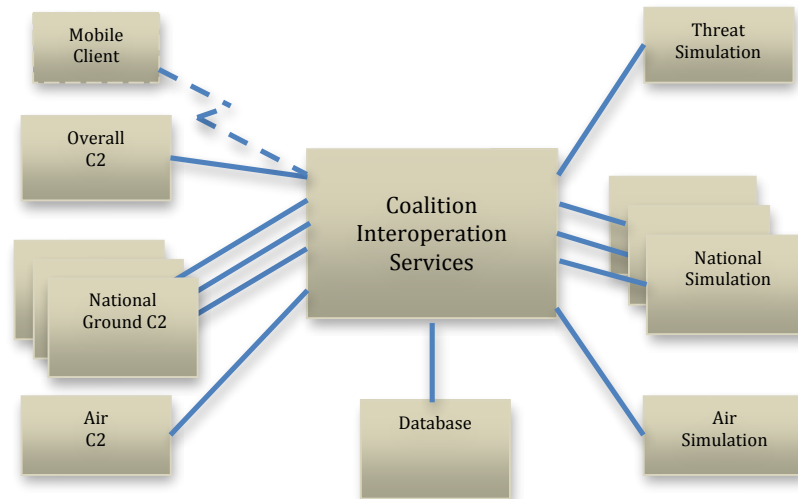 Mobile
Client
Threat
Simulation
Overall
C2
Coalition
Interoperation
Services
National
Ground C2
National
Simulation
Air
C2
Database
Air
Simulation